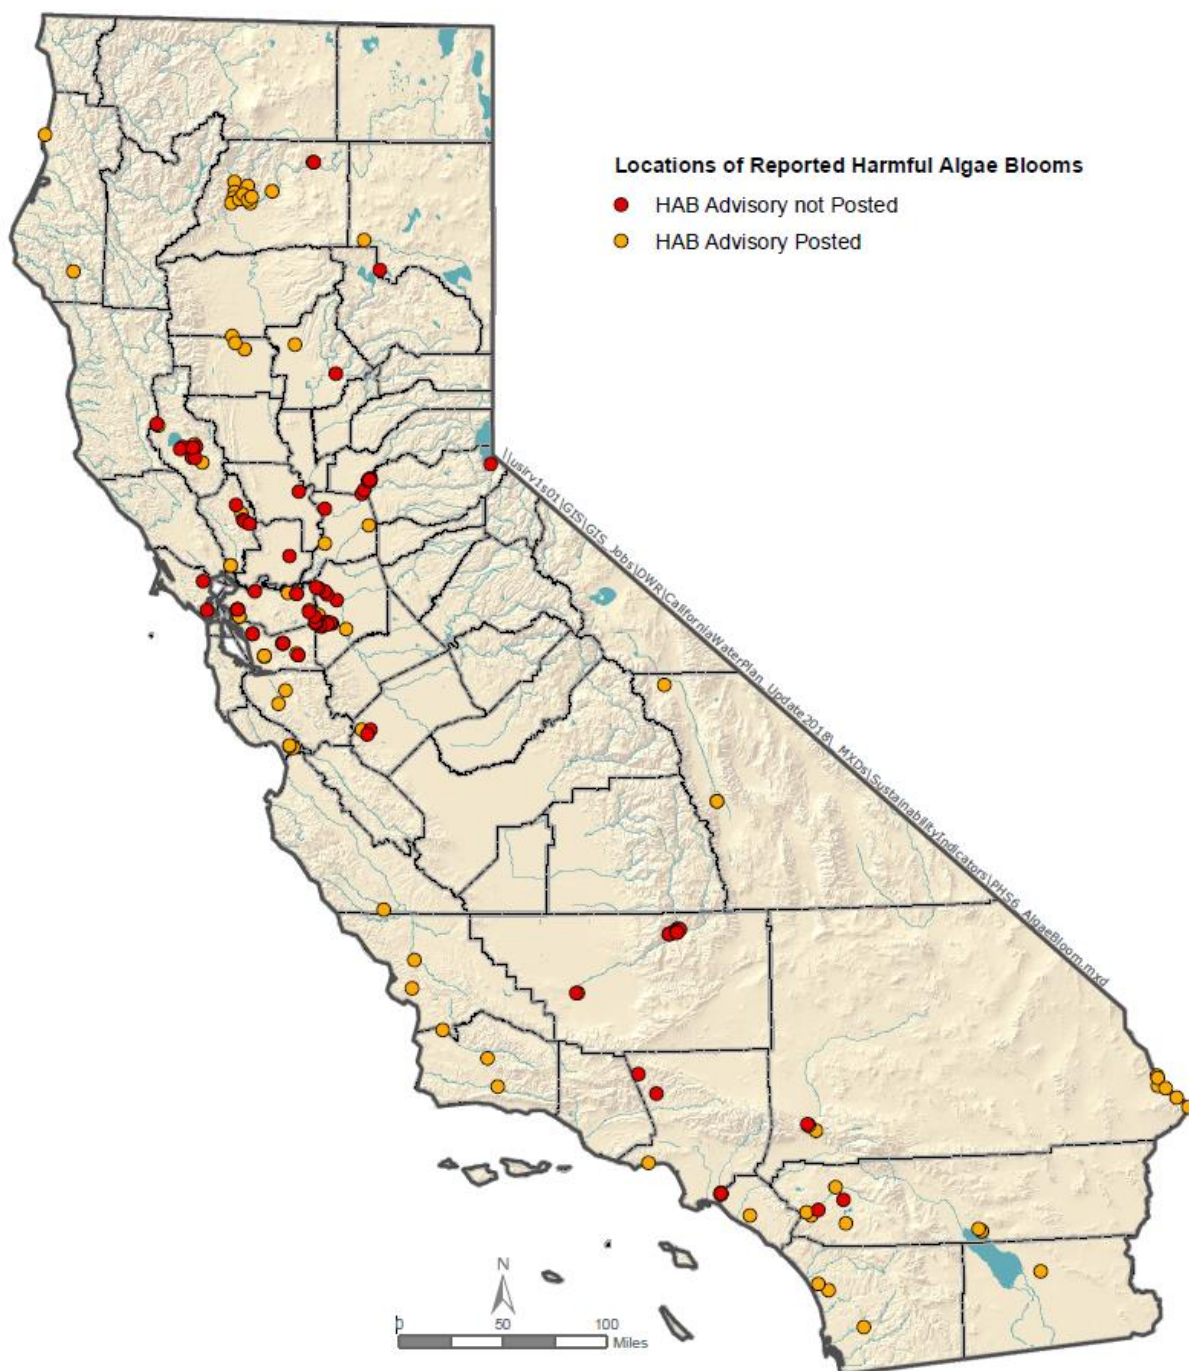 Locations of Reported Harmful Algae Blooms
HAB Advisory not Posted
HAB Advisory Posted
\\usirv1s01\GIS\GIS_Jobs\DWR\CaliforniaWaterPlan_Update2018\_MXDs\SustainabilityIndicators\PHS6_AlgaeBloom.mxd
N
0 50 100
Miles